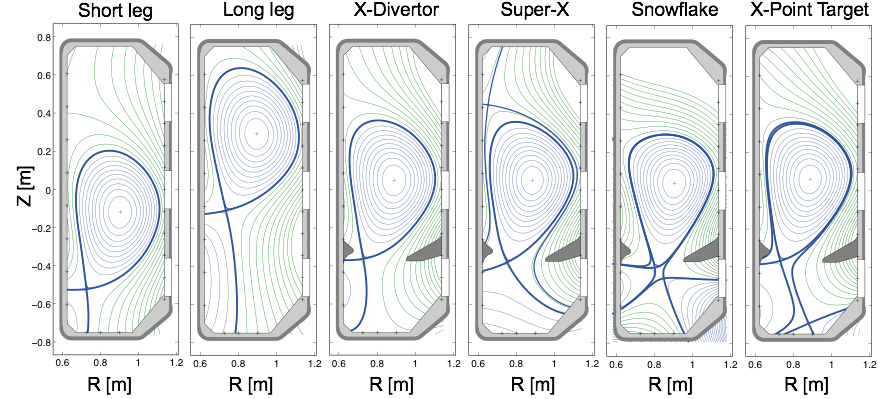 Short leg
Long leg
X-Divertor
Super-X
Snowflake
X-Point Target
Z [m]
0.8
0.6
0.4
0.2
0
−0.2
−0.4
−0.6
−0.8
0.6 0.8 1 1.2
0.6 0.8 1 1.2
0.6 0.8 1 1.2
0.6 0.8 1 1.2
0.6 0.8 1 1.2
0.6 0.8 1 1.2
R [m]
R [m]
R [m]
R [m]
R [m]
R [m]